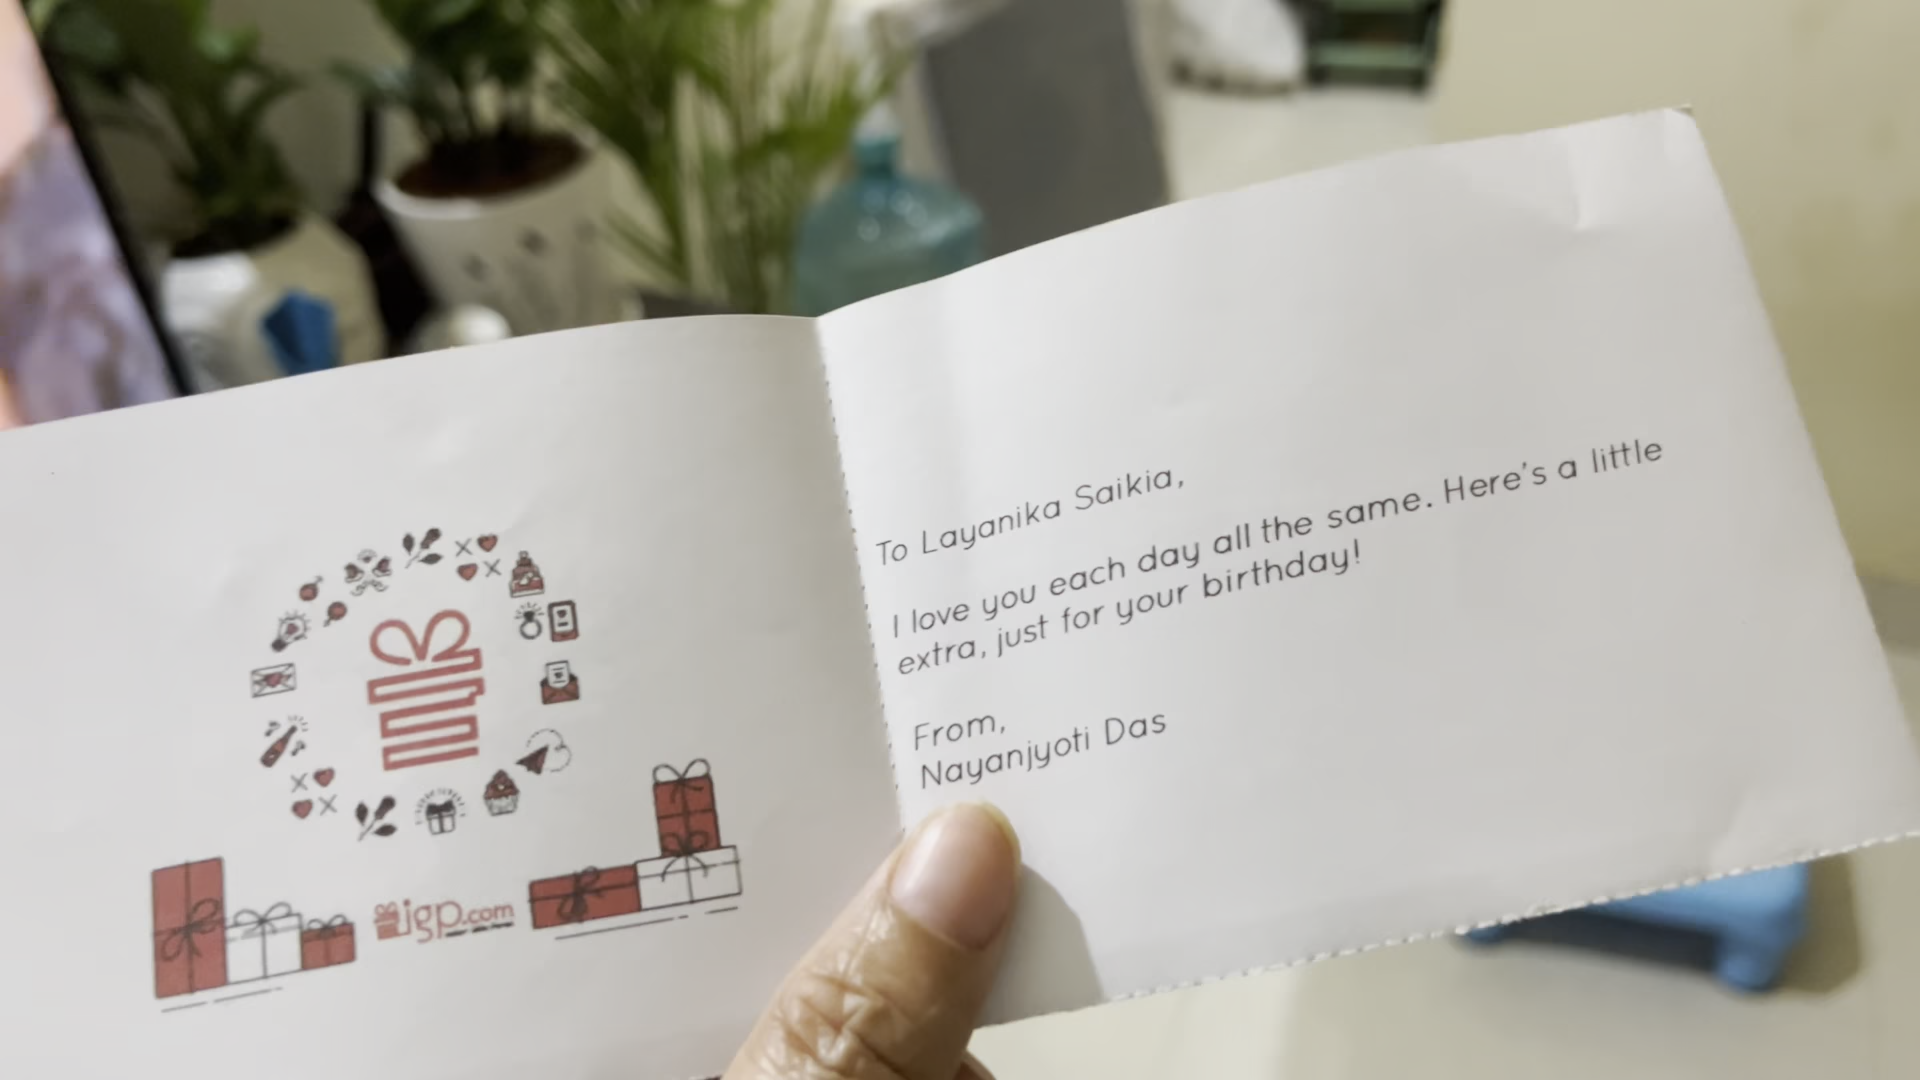 igp.com
To Layanika Saikia,
I love you each day all the same. Here's a little
extra, just for your birthday!
From,
Nayanjyoti Das